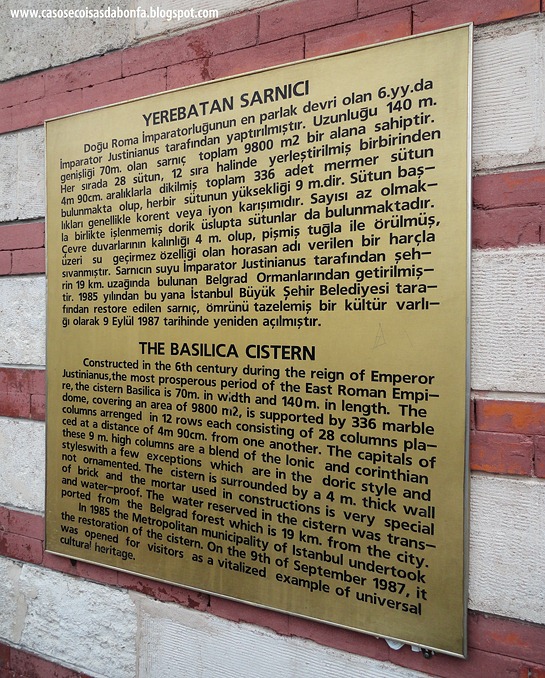 www.casosecoisasdabonfa.blogspot.com
YEREBATAN SARNICI
Doğu Roma İmparatorluğunun en parlak devri olan 6.yy.da
İmparator Justinianus tarafından yaptırılmıştır. Uzunluğu 140 m.
genişliği 70m. olan sarnıç toplam 9800 m2 bir alana sahiptir.
Her sırada 28 sütun, 12 sıra halinde yerleştirilmiş birbirinden
4m 90cm. aralıklarla dikilmiş toplam 336 adet mermer sütun
bulunmakta olup, herbir sütunun yüksekliği 9 m.dir. Sütun baş-
lıkları genellikle korent veya iyon karışımıdır. Sayısı az olmak-
la birlikte işlenmemiş dorik üslupta sütunlar da bulunmaktadır.
Çevre duvarlarının kalınlığı 4 m. olup, pişmiş tuğla ile örülmüş,
üzeri su geçirmez özelliği olan horasan adı verilen bir harçla
sıvanmıştır. Sarnıcın suyu İmparator Justinianus tarafından şeh-
rin 19 km. uzağında bulunan Belgrad Ormanlarından getirilmiş-
tir. 1985 yılından bu yana İstanbul Büyük Şehir Belediyesi tara-
fından restore edilen sarnıç, ömrünü tazelemiş bir kültür varlı-
ğı olarak 9 Eylül 1987 tarihinde yeniden açılmıştır.
THE BASILICA CISTERN
Constructed in the 6th century during the reign of Emperor
Justinianus,the most prosperous period of the East Roman Empi-
re, the cistern Basilica is 70m. in width and 140m. in length. The
dome, covering an area of 9800 m2, is supported by 336 marble
columns arrenged in 12 rows each consisting of 28 columns pla-
ced at a distance of 4m 90cm. from one another. The capitals of
these 9 m. high columns are a blend of the Ionic and corinthian
styleswith a few exceptions which are in the doric style and
not ornamented. The cistern is surrounded by a 4 m. thick wall
of brick and the mortar used in constructions is very special
and water-proof. The water reserved in the cistern was trans-
ported from the Belgrad forest which is 19 km. from the city.
In 1985 the Metropolitan municipality of Istanbul undertook
the restoration of the cistern. On the 9th of September 1987, it
was opened for visitors as a vitalized example of universal
cultural heritage.